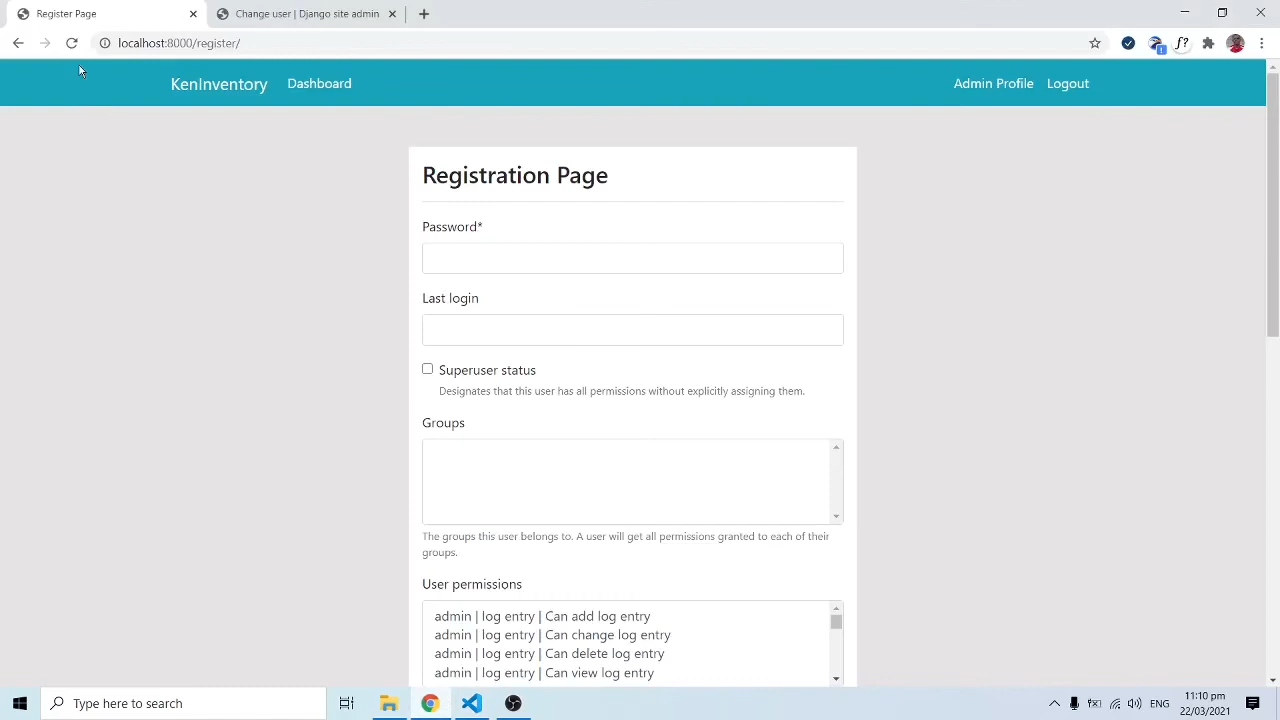 Register Page
Change user | Django site admin
localhost:8000/register/
f?
KenInventory
Dashboard
Admin Profile
Logout
Registration Page
Password*
Last login
Superuser status
Designates that this user has all permissions without explicitly assigning them.
Groups
The groups this user belongs to. A user will get all permissions granted to each of their
groups.
User permissions
admin | log entry | Can add log entry
admin | log entry | Can change log entry
admin | log entry | Can delete log entry
admin | log entry | Can view log entry
Type here to search
ENG
11:10 pm
22/03/2021